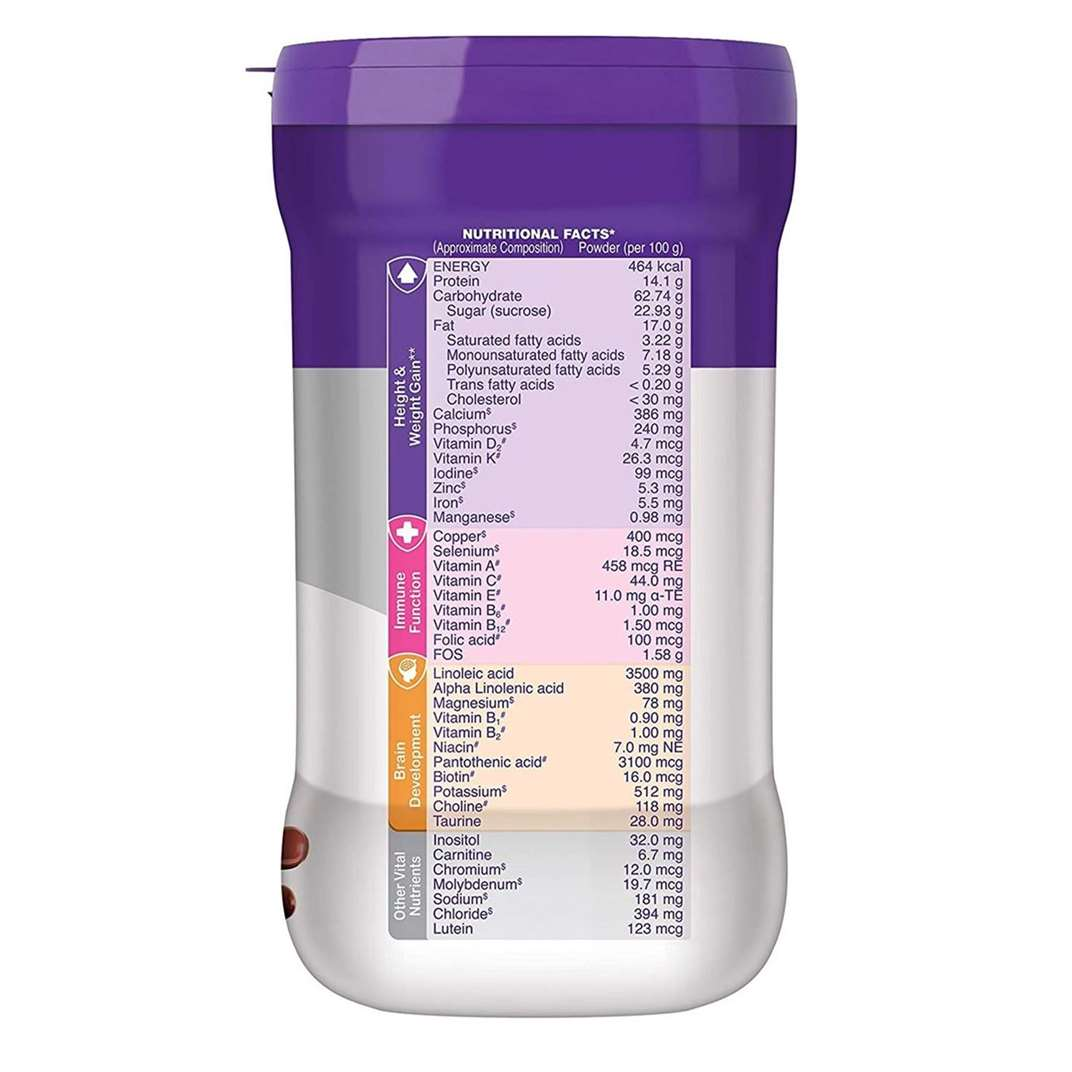 NUTRITIONAL FACTS*
(Approximate Composition) Powder (per 100 g)
Height &
Weight Gain**
ENERGY 464 kcal
Protein 14.1 g
Carbohydrate 62.74 g
Sugar (sucrose) 22.93 g
Fat 17.0 g
Saturated fatty acids 3.22 g
Monounsaturated fatty acids 7.18 g
Polyunsaturated fatty acids 5.29 g
Trans fatty acids < 0.20 g
Cholesterol < 30 mg
Calcium$ 386 mg
Phosphorus$ 240 mg
Vitamin D2# 4.7 mcg
Vitamin K# 26.3 mcg
Iodine$ 99 mcg
Zinc$ 5.3 mg
Iron$ 5.5 mg
Manganese$ 0.98 mg
Immune
Function
Copper$ 400 mcg
Selenium$ 18.5 mcg
Vitamin A# 458 mcg RE
Vitamin C# 44.0 mg
Vitamin E# 11.0 mg α-TE
Vitamin B6# 1.00 mg
Vitamin B12# 1.50 mcg
Folic acid# 100 mcg
FOS 1.58 g
Brain
Development
Linoleic acid 3500 mg
Alpha Linolenic acid 380 mg
Magnesium$ 78 mg
Vitamin B1# 0.90 mg
Vitamin B2# 1.00 mg
Niacin# 7.0 mg NE
Pantothenic acid# 3100 mcg
Biotin# 16.0 mcg
Potassium$ 512 mg
Choline# 118 mg
Taurine 28.0 mg
Other Vital
Nutrients
Inositol 32.0 mg
Carnitine 6.7 mg
Chromium$ 12.0 mcg
Molybdenum$ 19.7 mcg
Sodium$ 181 mg
Chloride$ 394 mg
Lutein 123 mcg